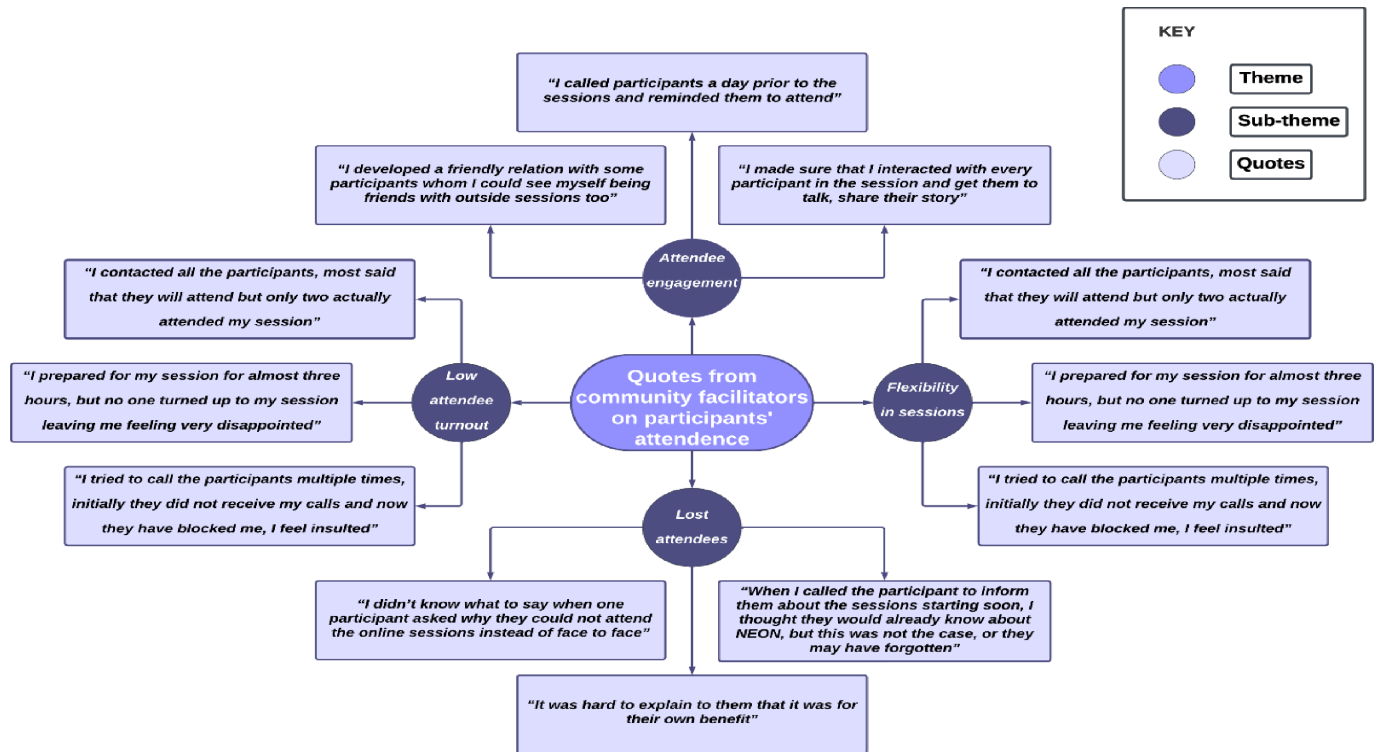 KEY
Theme
Sub-theme
Quotes
“I called participants a day prior to the
sessions and reminded them to attend”
“I developed a friendly relation with some
participants whom I could see myself being
friends with outside sessions too”
“I made sure that I interacted with every
participant in the session and get them to
talk, share their story”
Attendee
engagement
“I contacted all the participants, most said
that they will attend but only two actually
attended my session”
“I prepared for my session for almost three
hours, but no one turned up to my session
leaving me feeling very disappointed”
“I tried to call the participants multiple times,
initially they did not receive my calls and now
they have blocked me, I feel insulted”
Low
attendee
turnout
Quotes from
community facilitators
on participants'
attendence
Flexibility
in sessions
“I contacted all the participants, most said
that they will attend but only two actually
attended my session”
“I prepared for my session for almost three
hours, but no one turned up to my session
leaving me feeling very disappointed”
“I tried to call the participants multiple times,
initially they did not receive my calls and now
they have blocked me, I feel insulted”
Lost
attendees
“I didn’t know what to say when one
participant asked why they could not attend
the online sessions instead of face to face”
“When I called the participant to inform
them about the sessions starting soon, I
thought they would already know about
NEON, but this was not the case, or they
may have forgotten”
“It was hard to explain to them that it was for
their own benefit”